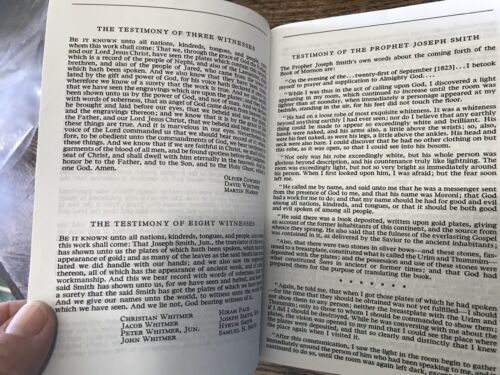 THE TESTIMONY OF THREE WITNESSES
BE IT KNOWN unto all nations, kindreds, tongues, and
whom this work shall come: That we, through the grace of
and our Lord Jesus Christ, have seen the plates which contain
which is a record of the people of Nephi, and also of the
brethren, and also of the people of Jared, who came from
which hath been spoken. And we also know that they have been
lated by the gift and power of God, for his voice hath
wherefore we know of a surety that the work is true. And we
that we have seen the engravings which are upon the plates;
been shown unto us by the power of God, and not of man. And we
with words of soberness, that an angel of God came down from
he brought and laid before our eyes, that we beheld and saw
the engravings thereon; and we know that it is by the grace of
the Father, and our Lord Jesus Christ, that we beheld and bear
these things are true. And it is marvelous in our eyes.
voice of the Lord commanded us that we should bear record
fore, to be obedient unto the commandments of God, we bear
these things. And we know that if we are faithful in Christ, we
garments of the blood of all men, and be found spotless before the
seat of Christ, and shall dwell with him eternally in the heavens.
honor be to the Father, and to the Son, and to the Holy Ghost,
one God. Amen.
OLIVER COWDERY
DAVID WHITMER
MARTIN HARRIS
THE TESTIMONY OF EIGHT WITNESSES
BE IT KNOWN unto all nations, kindreds, tongues, and people,
this work shall come: That Joseph Smith, Jun., the translator of this
has shown unto us the plates of which hath been spoken, which have the
appearance of gold; and as many of the leaves as the said Smith has
lated we did handle with our hands; and we also saw the
thereon, all of which has the appearance of ancient work, and of
workmanship. And this we bear record with words of soberness, that
said Smith has shown unto us, for we have seen and hefted, and
of a surety that the said Smith has got the plates of which we have
And we give our names unto the world, to witness unto the
which we have seen. And we lie not, God bearing witness of it.
CHRISTIAN WHITMER HIRAM PAGE
JACOB WHITMER JOSEPH SMITH, SEN.
PETER WHITMER, JUN. HYRUM SMITH
JOHN WHITMER SAMUEL H. SMITH
TESTIMONY OF THE PROPHET JOSEPH SMITH
The Prophet Joseph Smith's own words about the coming forth of the
Book of Mormon are:
"On the evening of the ...twenty-first of September [1823]... I betook
myself to prayer and supplication to Almighty God....
"While I was thus in the act of calling upon God, I discovered a light
appearing in my room, which continued to increase until the room was
lighter than at noonday, when immediately a personage appeared at my
bedside, standing in the air, for his feet did not touch the floor.
"He had on a loose robe of most exquisite whiteness. It was a whiteness
beyond anything earthly I had ever seen; nor do I believe that any earthly
thing could be made to appear so exceedingly white and brilliant. His
hands were naked, and his arms also, a little above the wrists; so, also,
were his feet naked, as were his legs, a little above the ankles. His head and
neck were also bare. I could discover that he had no other clothing on but
this robe, as it was open, so that I could see into his bosom.
"Not only was his robe exceedingly white, but his whole person was
glorious beyond description, and his countenance truly like lightning. The
room was exceedingly light, but not so very bright as immediately around
his person. When I first looked upon him, I was afraid; but the fear soon
left me.
"He called me by name, and said unto me that he was a messenger sent
from the presence of God to me, and that his name was Moroni; that God
had a work for me to do; and that my name should be had for good and evil
among all nations, kindreds, and tongues, or that it should be both good
and evil spoken of among all people.
"He said there was a book deposited, written upon gold plates, giving
an account of the former inhabitants of this continent, and the source from
whence they sprang. He also said that the fulness of the everlasting Gospel
was contained in it, as delivered by the Savior to the ancient inhabitants;
"Also, that there were two stones in silver bows—and these stones, fas-
tened to a breastplate, constituted what is called the Urim and Thummim—
deposited with the plates; and the possession and use of these stones were
what constituted Seers in ancient or former times; and that God had
prepared them for the purpose of translating the book.
"Again, he told me, that when I got those plates of which he had spoken
—for the time that they should be obtained was not yet fulfilled—I should
not show them to any person; neither the breastplate with the Urim and
Thummim; only to those to whom I should be commanded to show them;
if I did I should be destroyed. While he was conversing with me about the
plates, the vision was opened to my mind that I could see the place where
the plates were deposited, and that so clearly and distinctly that I knew
the place again when I visited it.
"After this communication, I saw the light in the room begin to gather
immediately around the person of him who had been speaking to me, and it
continued to do so, until the room was again left dark, except just